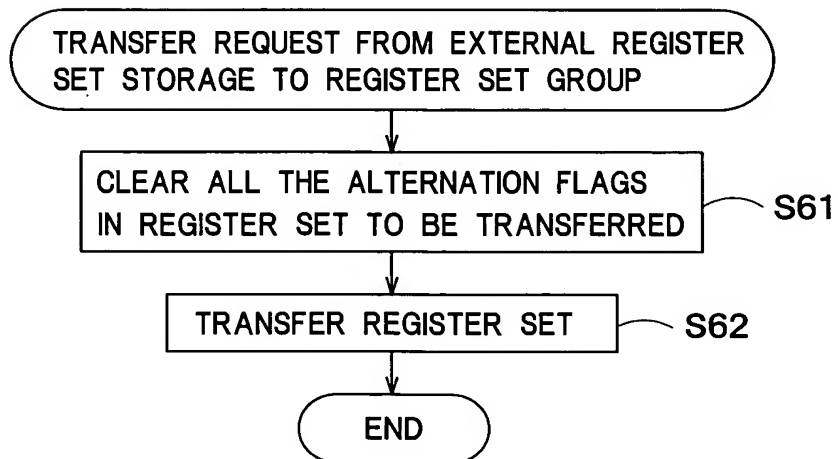 TRANSFER REQUEST FROM EXTERNAL REGISTER
SET STORAGE TO REGISTER SET GROUP
CLEAR ALL THE ALTERNATION FLAGS
IN REGISTER SET TO BE TRANSFERRED
S61
TRANSFER REGISTER SET
S62
END